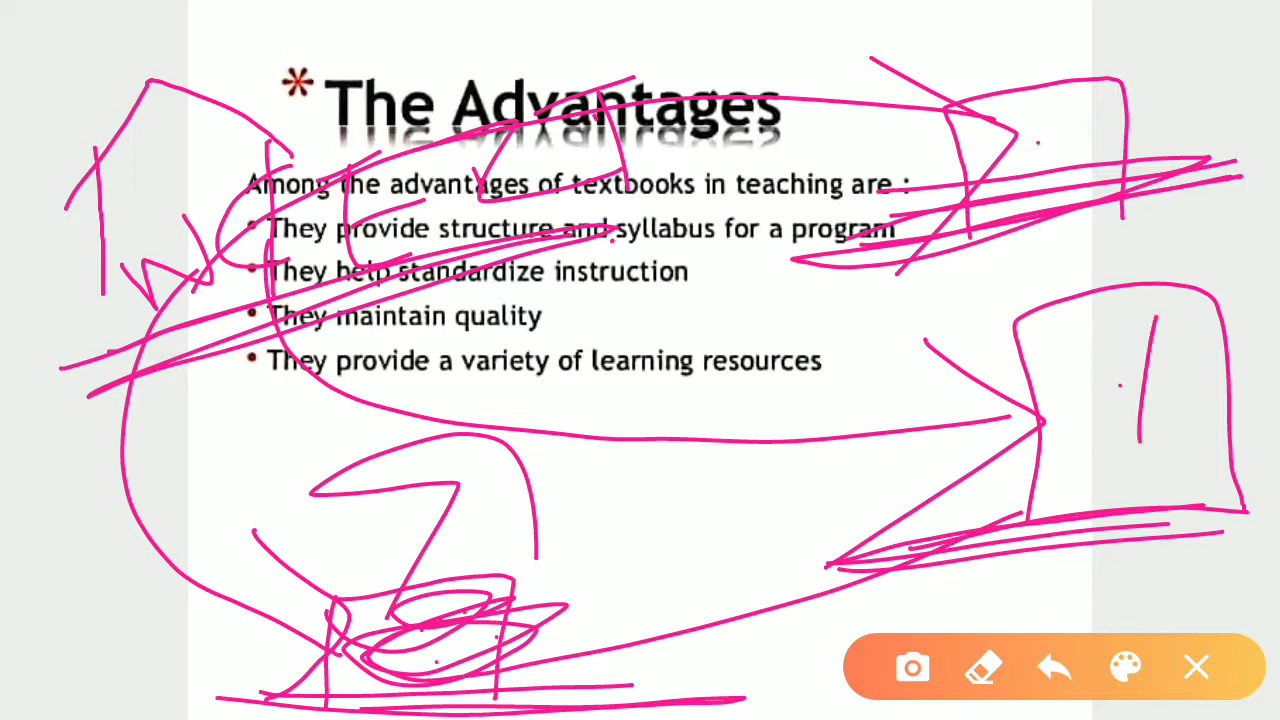 * The Advantages
Among the advantages of textbooks in teaching are :
• They provide structure and syllabus for a program
• They help standardize instruction
• They maintain quality
• They provide a variety of learning resources